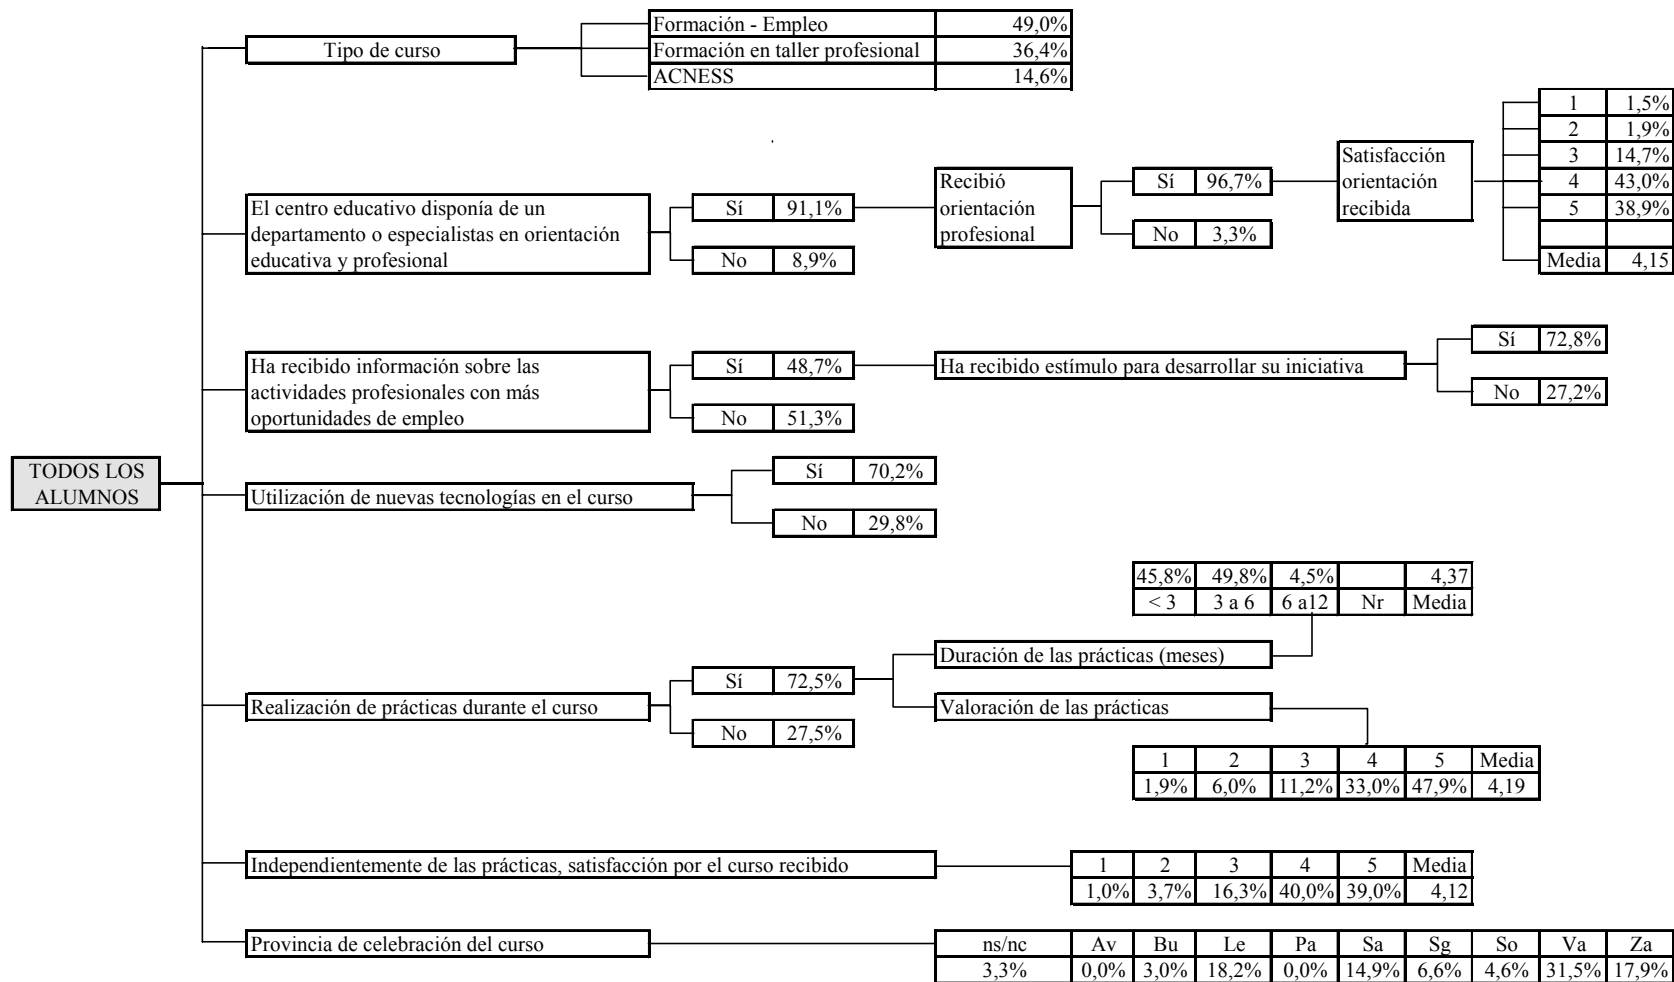 Formación - Empleo 49,0%
Tipo de curso Formación en taller profesional 36,4%
ACNESS 14,6%
1 1,5%
2 1,9%
Satisfacción orientación recibida 3 14,7%
4 43,0%
5 38,9%
Media 4,15
El centro educativo disponía de un
departamento o especialistas en orientación
educativa y profesional
Sí 91,1%
No 8,9%
Recibió
orientación
profesional
Sí 96,7%
No 3,3%
Ha recibido información sobre las
actividades profesionales con más
oportunidades de empleo
Sí 48,7%
No 51,3%
Ha recibido estímulo para desarrollar su iniciativa
Sí 72,8%
No 27,2%
TODOS LOS
ALUMNOS
Utilización de nuevas tecnologías en el curso
Sí 70,2%
No 29,8%
45,8% 49,8% 4,5% 4,37
< 3 3 a 6 6 a12 Nr Media
Duración de las prácticas (meses)
Realización de prácticas durante el curso
Sí 72,5%
No 27,5%
Valoración de las prácticas
1 2 3 4 5 Media
1,9% 6,0% 11,2% 33,0% 47,9% 4,19
Independientemente de las prácticas, satisfacción por el curso recibido
1 2 3 4 5 Media
1,0% 3,7% 16,3% 40,0% 39,0% 4,12
Provincia de celebración del curso
ns/nc Av Bu Le Pa Sa Sg So Va Za
3,3% 0,0% 3,0% 18,2% 0,0% 14,9% 6,6% 4,6% 31,5% 17,9%